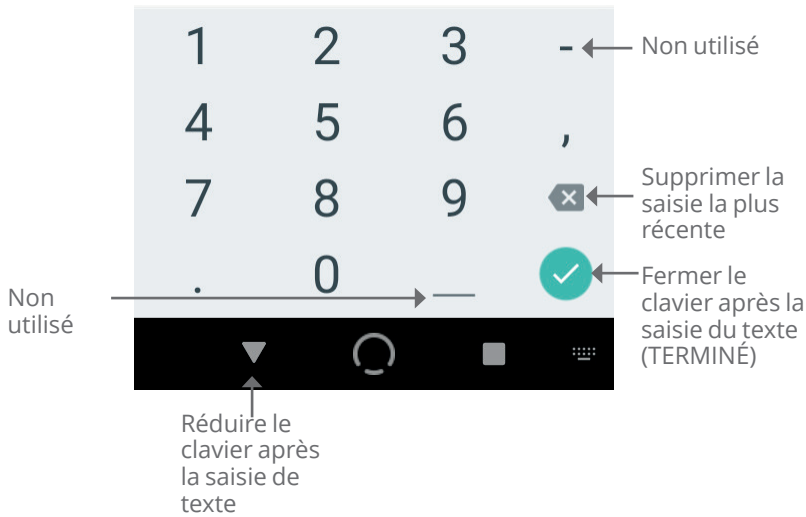 1 2 3 -
Non utilisé
4 5 6 ,
7 8 9
Supprimer la
saisie la plus
récente
. 0 _
Non
utilisé
Fermer le
clavier après la
saisie du texte
(TERMINÉ)
Réduire le
clavier après
la saisie de
texte